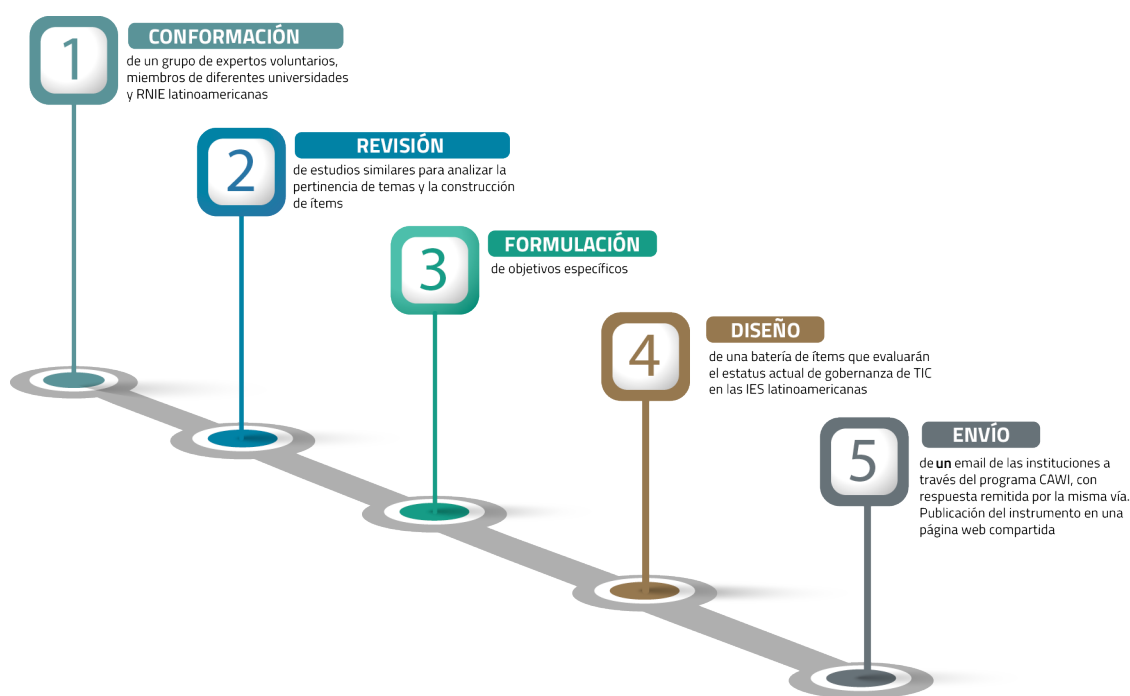 1
CONFORMACIÓN
de un grupo de expertos voluntarios,
miembros de diferentes universidades
y RNIE latinoamericanas
2
REVISIÓN
de estudios similares para analizar la
pertinencia de temas y la construcción
de ítems
3
FORMULACIÓN
de objetivos específicos
4
DISEÑO
de una batería de ítems que evaluarán
el estatus actual de gobernanza de TIC
en las IES latinoamericanas
5
ENVÍO
de un email de las instituciones a
través del programa CAWI, con
respuesta remitida por la misma vía.
Publicación del instrumento en una
página web compartida